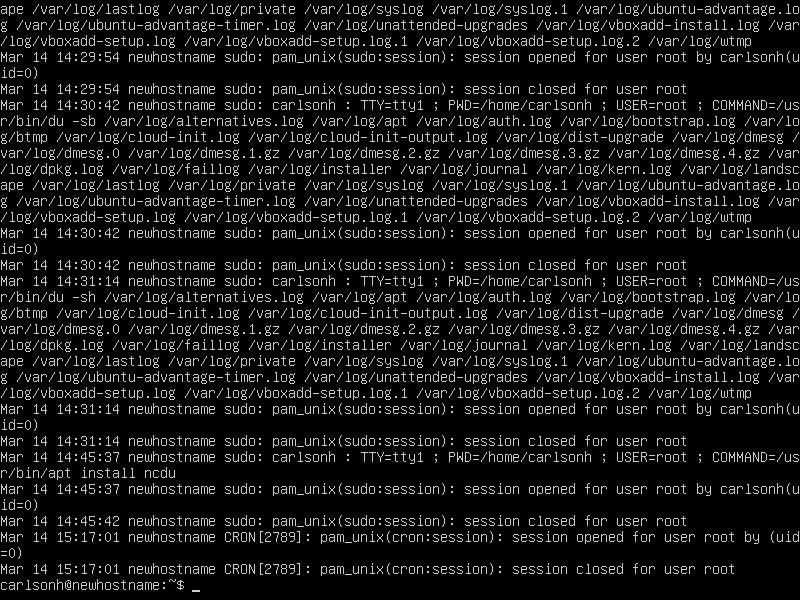 ape /var/log/lastlog /var/log/private /var/log/syslog /var/log/syslog.1 /var/log/ubuntu-advantage.lo
g /var/log/ubuntu-advantage-timer.log /var/log/unattended-upgrades /var/log/vboxadd-install.log /var
/log/vboxadd-setup.log /var/log/vboxadd-setup.log.1 /var/log/vboxadd-setup.log.2 /var/log/wtmp
Mar 14 14:29:54 newhostname sudo: pam_unix(sudo:session): session opened for user root by carlsonh(u
id=0)
Mar 14 14:29:54 newhostname sudo: pam_unix(sudo:session): session closed for user root
Mar 14 14:30:42 newhostname sudo: carlsonh : TTY=tty1 ; PWD=/home/carlsonh ; USER=root ; COMMAND=/us
r/bin/du -sb /var/log/alternatives.log /var/log/apt /var/log/auth.log /var/log/bootstrap.log /var/lo
g/btmp /var/log/cloud-init.log /var/log/cloud-init-output.log /var/log/dist-upgrade /var/log/dmesg /
var/log/dmesg.0 /var/log/dmesg.1.gz /var/log/dmesg.2.gz /var/log/dmesg.3.gz /var/log/dmesg.4.gz /var
/log/dpkg.log /var/log/faillog /var/log/installer /var/log/journal /var/log/kern.log /var/log/landsc
ape /var/log/lastlog /var/log/private /var/log/syslog /var/log/syslog.1 /var/log/ubuntu-advantage.lo
g /var/log/ubuntu-advantage-timer.log /var/log/unattended-upgrades /var/log/vboxadd-install.log /var
/log/vboxadd-setup.log /var/log/vboxadd-setup.log.1 /var/log/vboxadd-setup.log.2 /var/log/wtmp
Mar 14 14:30:42 newhostname sudo: pam_unix(sudo:session): session opened for user root by carlsonh(u
id=0)
Mar 14 14:30:42 newhostname sudo: pam_unix(sudo:session): session closed for user root
Mar 14 14:31:14 newhostname sudo: carlsonh : TTY=tty1 ; PWD=/home/carlsonh ; USER=root ; COMMAND=/us
r/bin/du -sh /var/log/alternatives.log /var/log/apt /var/log/auth.log /var/log/bootstrap.log /var/lo
g/btmp /var/log/cloud-init.log /var/log/cloud-init-output.log /var/log/dist-upgrade /var/log/dmesg /
var/log/dmesg.0 /var/log/dmesg.1.gz /var/log/dmesg.2.gz /var/log/dmesg.3.gz /var/log/dmesg.4.gz /var
/log/dpkg.log /var/log/faillog /var/log/installer /var/log/journal /var/log/kern.log /var/log/landsc
ape /var/log/lastlog /var/log/private /var/log/syslog /var/log/syslog.1 /var/log/ubuntu-advantage.lo
g /var/log/ubuntu-advantage-timer.log /var/log/unattended-upgrades /var/log/vboxadd-install.log /var
/log/vboxadd-setup.log /var/log/vboxadd-setup.log.1 /var/log/vboxadd-setup.log.2 /var/log/wtmp
Mar 14 14:31:14 newhostname sudo: pam_unix(sudo:session): session opened for user root by carlsonh(u
id=0)
Mar 14 14:31:14 newhostname sudo: pam_unix(sudo:session): session closed for user root
Mar 14 14:45:37 newhostname sudo: carlsonh : TTY=tty1 ; PWD=/home/carlsonh ; USER=root ; COMMAND=/us
r/bin/apt install ncdu
Mar 14 14:45:37 newhostname sudo: pam_unix(sudo:session): session opened for user root by carlsonh(u
id=0)
Mar 14 14:45:42 newhostname sudo: pam_unix(sudo:session): session closed for user root
Mar 14 15:17:01 newhostname CRON[2789]: pam_unix(cron:session): session opened for user root by (uid
=0)
Mar 14 15:17:01 newhostname CRON[2789]: pam_unix(cron:session): session closed for user root
carlsonh@newhostname:~$ _